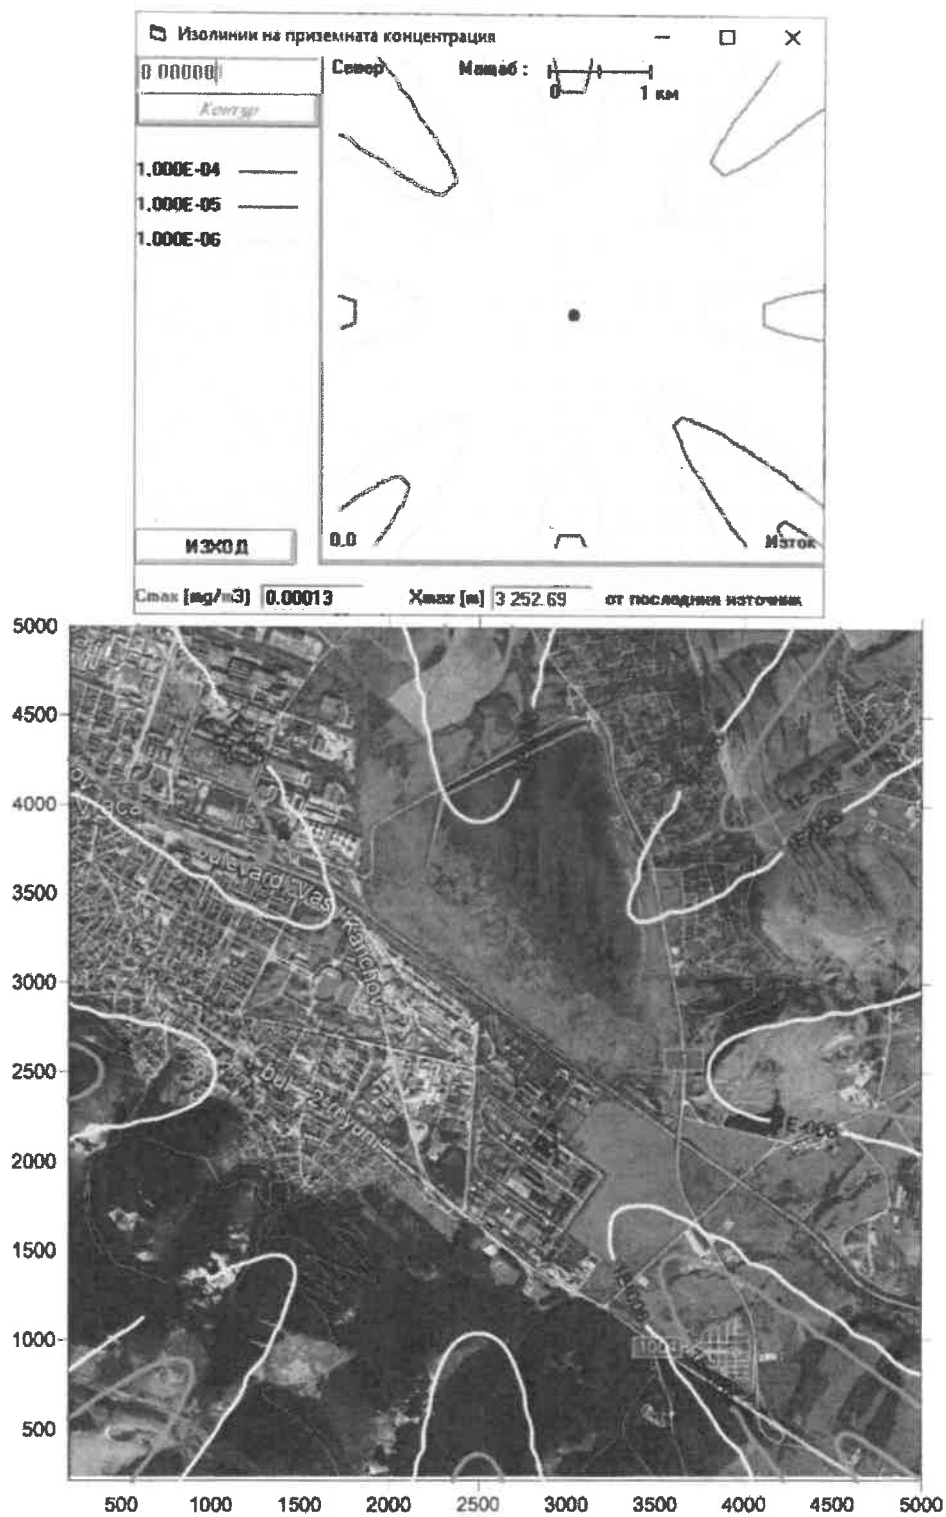 Изолинии на приземната концентрация
0.00000
Север
Мащаб :
0
1 км
Контур
1.000E-04
1.000E-05
1.000E-06
0.0
Изток
ИЗХОД
Cmax [mg/m3]
0.00013
Xmax [m]
3 252.69
от последния източник
5000
4500
4000
3500
3000
2500
2000
1500
1000
500
500
1000
1500
2000
2500
3000
3500
4000
4500
5000